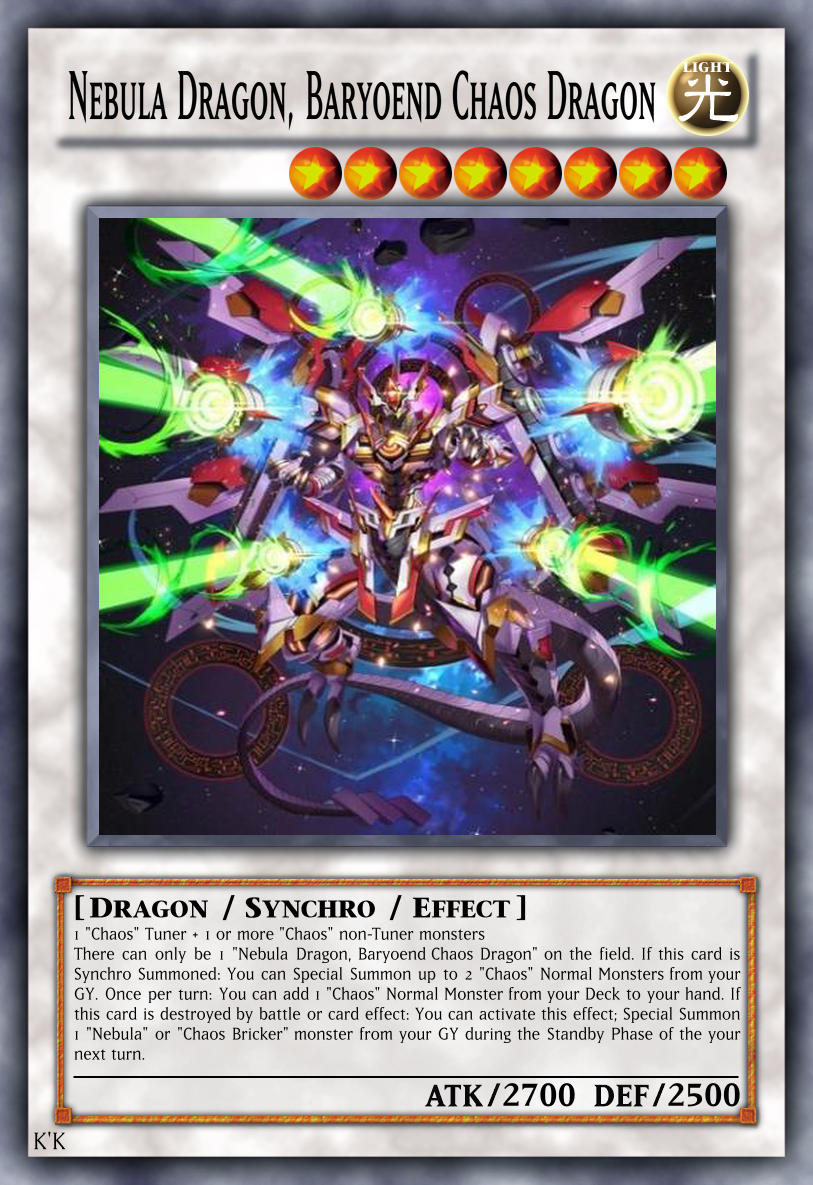 Nebula Dragon, Baryoend Chaos Dragon
LIGHT
光
[ Dragon / Synchro / Effect ]
1 "Chaos" Tuner + 1 or more "Chaos" non-Tuner monsters
There can only be 1 "Nebula Dragon, Baryoend Chaos Dragon" on the field. If this card is
Synchro Summoned: You can Special Summon up to 2 "Chaos" Normal Monsters from your
GY. Once per turn: You can add 1 "Chaos" Normal Monster from your Deck to your hand. If
this card is destroyed by battle or card effect: You can activate this effect; Special Summon
1 "Nebula" or "Chaos Bricker" monster from your GY during the Standby Phase of the your
next turn.
ATK/2700 DEF/2500
K'K